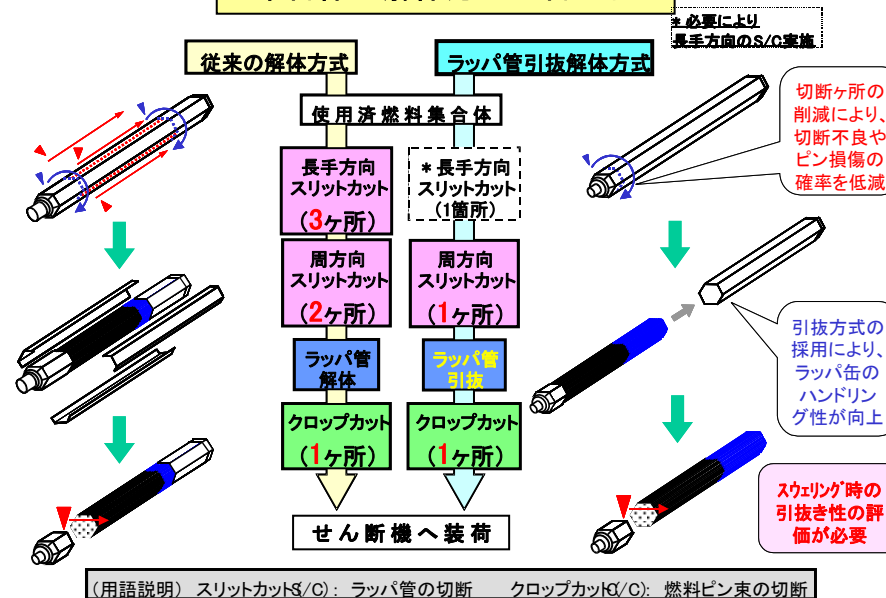 * 必要により
長手方向のS/C実施
従来の解体方式
ラッパ管引抜解体方式
使用済燃料集合体
長手方向
スリットカット
(3ヶ所)
* 長手方向
スリットカット
(1箇所)
周方向
スリットカット
(2ヶ所)
周方向
スリットカット
(1ヶ所)
ラッパ管
解体
ラッパ管
引抜
クロップカット
(1ヶ所)
クロップカット
(1ヶ所)
せん断機へ装荷
切断ヶ所の
削減により、
切断不良や
ピン損傷の
確率を低減
引抜方式の
採用により、
ラッパ缶の
ハンドリン
グ性が向上
スウェリング時の
引抜き性の評
価が必要
(用語説明) スリットカット(S/C): ラッパ管の切断 クロップカット(C/C): 燃料ピン束の切断